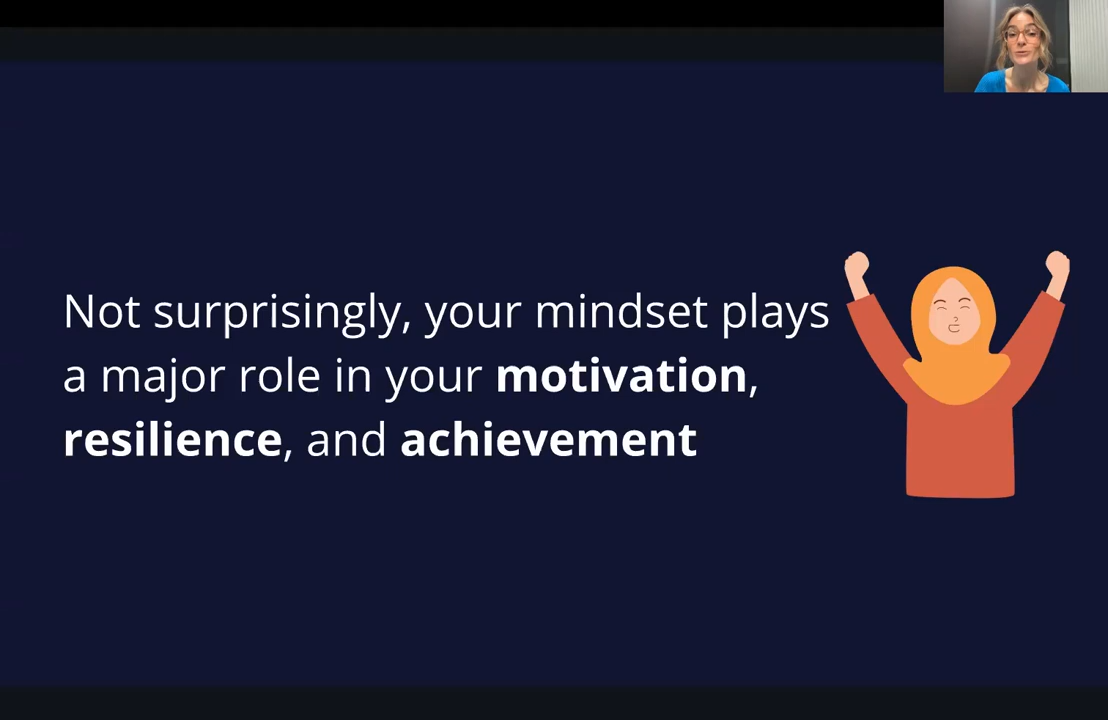 Not surprisingly, your mindset plays
a major role in your motivation,
resilience, and achievement